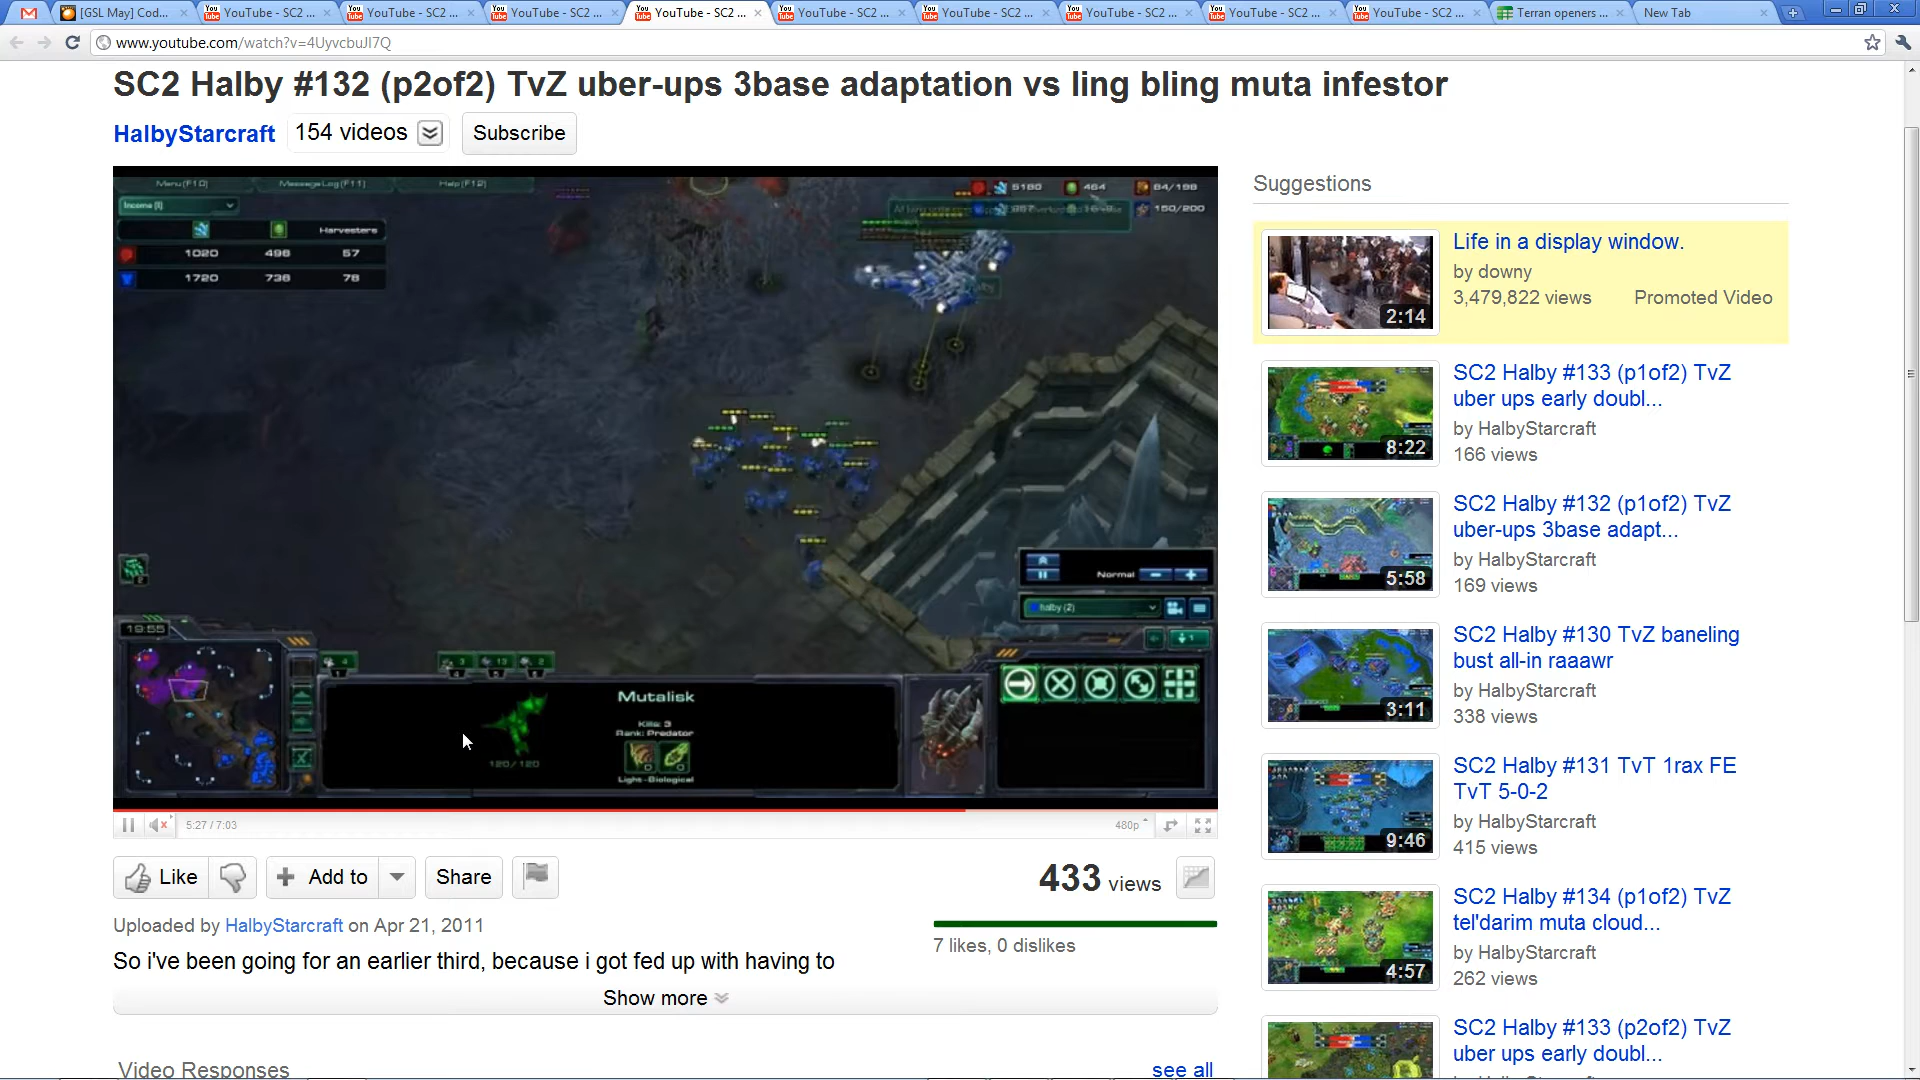 [GSL May] Cod...
YouTube - SC2 ...
YouTube - SC2 ...
YouTube - SC2 ...
YouTube - SC2 ...
YouTube - SC2 ...
YouTube - SC2 ...
YouTube - SC2 ...
YouTube - SC2 ...
YouTube - SC2 ...
Terran openers ...
New Tab
www.youtube.com/watch?v=4UyvcbuJI7Q
SC2 Halby #132 (p2of2) TvZ uber-ups 3base adaptation vs ling bling muta infestor
HalbyStarcraft 154 videos Subscribe
Menu (F10) Message Log (F11) Help (F12)
5180 464 84/198
150/200
Income (I)
Harvesters
1020 498 57
1720 736 78
Normal
halby (2)
19:55
4 3 13 2
Mutalisk
Kills: 3
Rank: Predator
120/120
Light - Biological
5:27 / 7:03 480p
Like Add to Share
433 views
Uploaded by HalbyStarcraft on Apr 21, 2011
7 likes, 0 dislikes
So i've been going for an earlier third, because i got fed up with having to
Show more
Video Responses see all
Suggestions
Life in a display window.
by downy
3,479,822 views Promoted Video
2:14
SC2 Halby #133 (p1of2) TvZ
uber ups early doubl...
by HalbyStarcraft
166 views
8:22
SC2 Halby #132 (p1of2) TvZ
uber-ups 3base adapt...
by HalbyStarcraft
169 views
5:58
SC2 Halby #130 TvZ baneling
bust all-in raaawr
by HalbyStarcraft
338 views
3:11
SC2 Halby #131 TvT 1rax FE
TvT 5-0-2
by HalbyStarcraft
415 views
9:46
SC2 Halby #134 (p1of2) TvZ
tel'darim muta cloud...
by HalbyStarcraft
262 views
4:57
SC2 Halby #133 (p2of2) TvZ
uber ups early doubl...